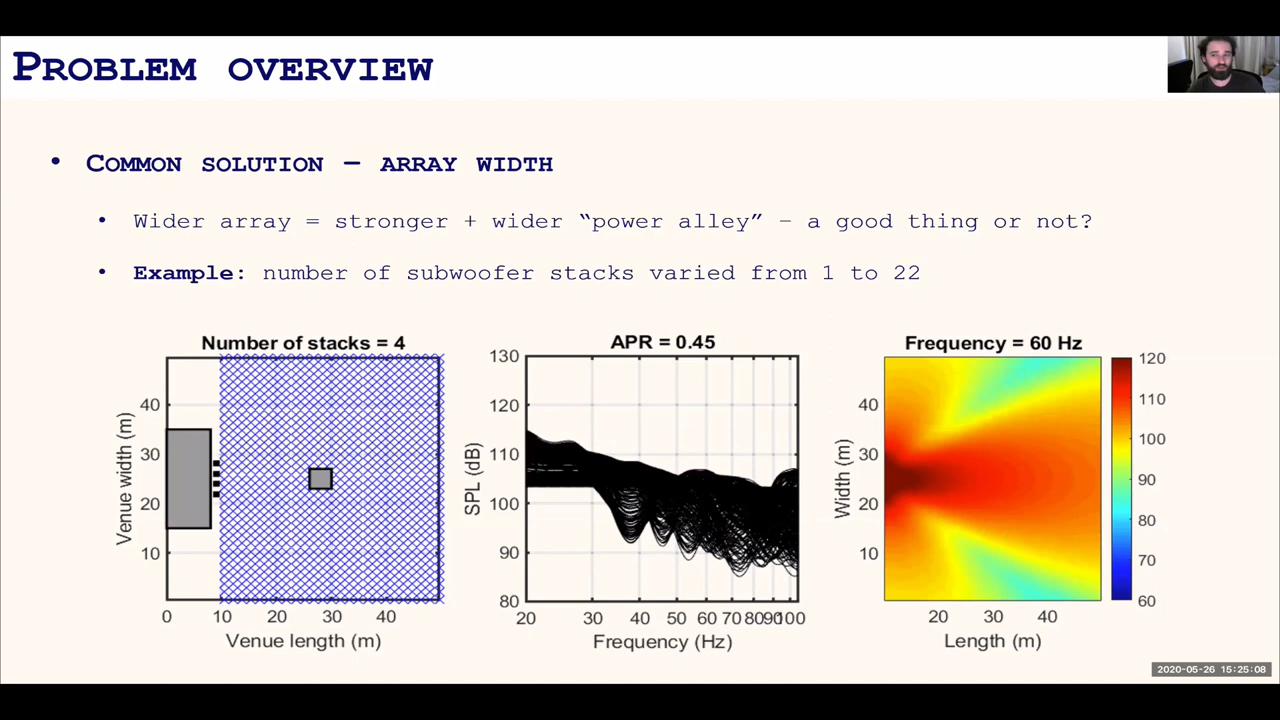 PROBLEM OVERVIEW
• COMMON SOLUTION – ARRAY WIDTH
• Wider array = stronger + wider “power alley” – a good thing or not?
• Example: number of subwoofer stacks varied from 1 to 22
Number of stacks = 4
Venue width (m)
40
30
20
10
0 10 20 30 40
Venue length (m)
APR = 0.45
SPL (dB)
130
120
110
100
90
80
20 30 40 50 60 70 80 90 100
Frequency (Hz)
Frequency = 60 Hz
Width (m)
40
30
20
10
20 30 40
Length (m)
120
110
100
90
80
70
60
2020-05-26 15:25:08